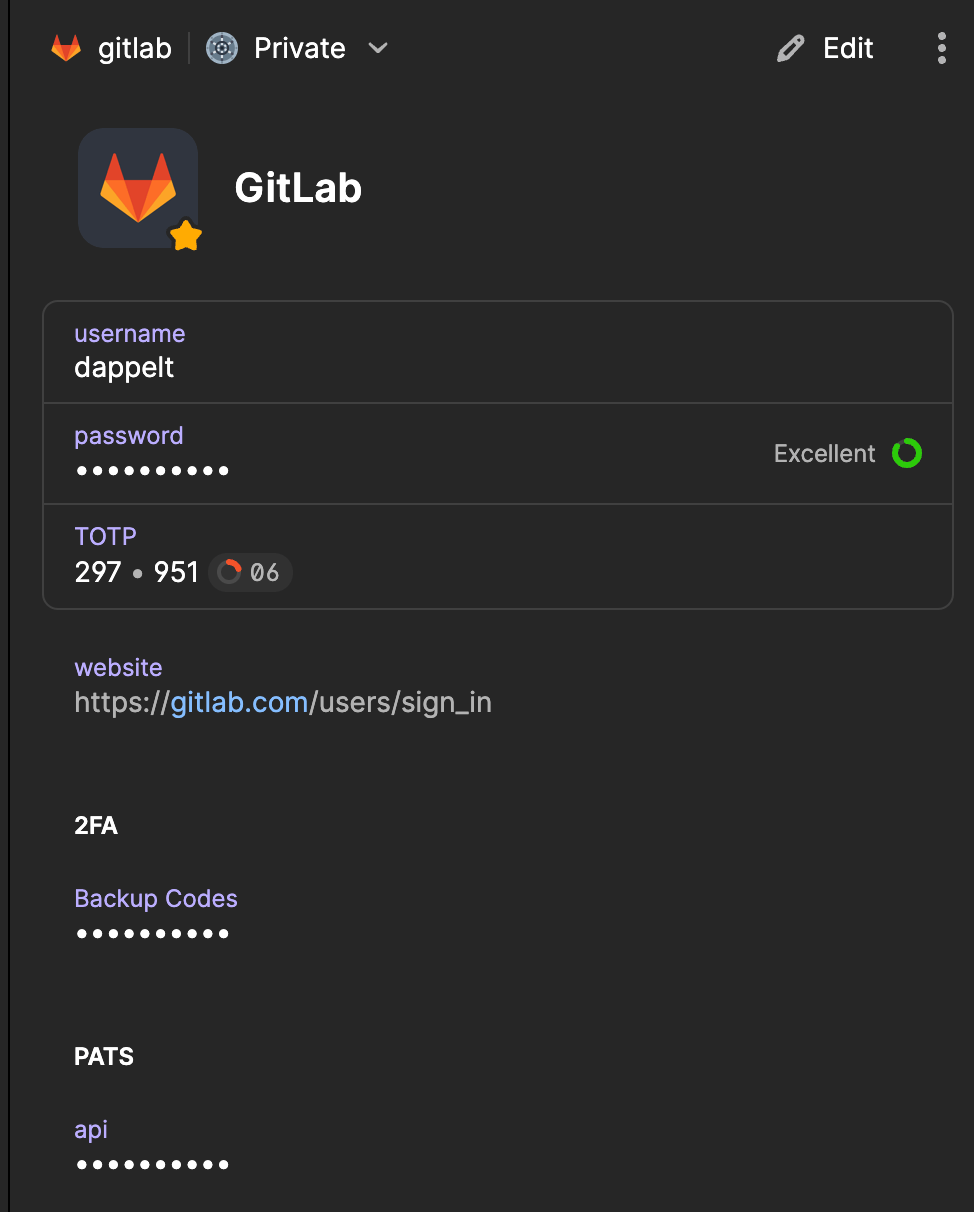 gitlab Private Edit
GitLab
username
dappelt
password
•••••••••• Excellent
TOTP
297 • 951 06
website
https://gitlab.com/users/sign_in
2FA
Backup Codes
••••••••••
PATS
api
••••••••••